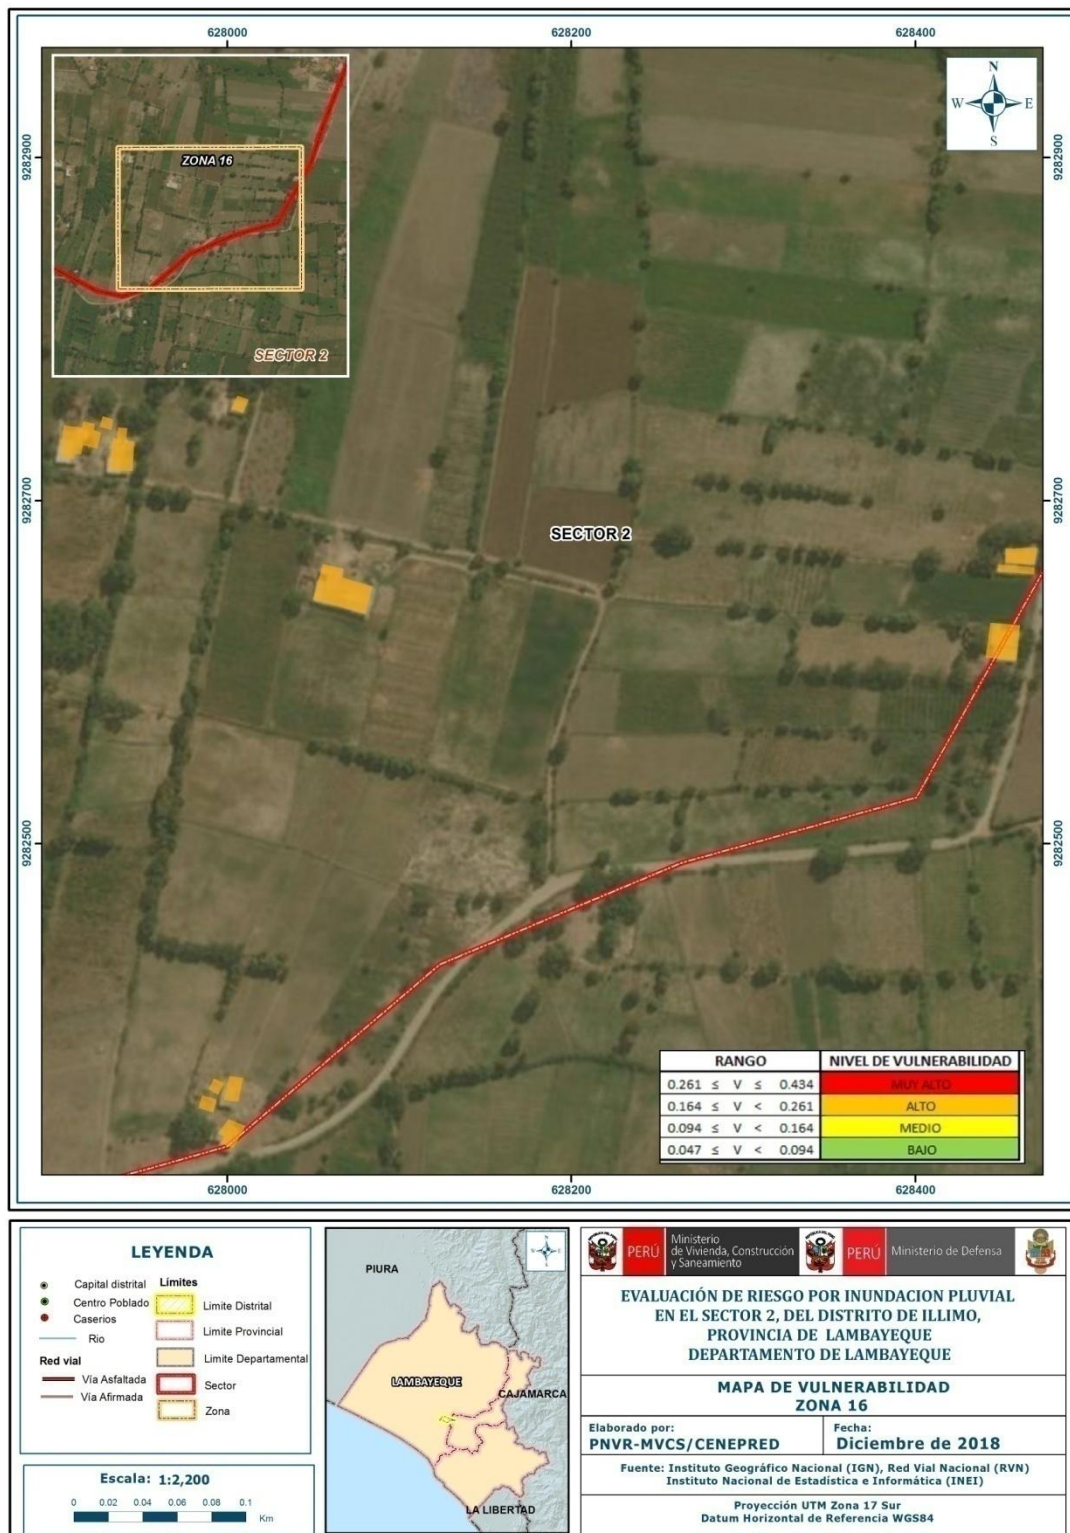 628000
628200
628400
N
W
E
S
9282900
9282900
ZONA 16
SECTOR 2
9282700
9282700
SECTOR 2
9282500
9282500
RANGO NIVEL DE VULNERABILIDAD
0.261 ≤ V ≤ 0.434 MUY ALTO
0.164 ≤ V < 0.261 ALTO
0.094 ≤ V < 0.164 MEDIO
0.047 ≤ V < 0.094 BAJO
628000
628200
628400
LEYENDA
Capital distrital
Centro Poblado
Caserios
Rio
Red vial
Vía Asfaltada
Vía Afirmada
Límites
Limite Distrital
Limite Provincial
Limite Departamental
Sector
Zona
Escala: 1:2,200
0 0.02 0.04 0.06 0.08 0.1
Km
PIURA
LAMBAYEQUE
CAJAMARCA
LA LIBERTAD
PERÚ
Ministerio
de Vivienda, Construcción
y Saneamiento
PERÚ
Ministerio de Defensa
EVALUACIÓN DE RIESGO POR INUNDACION PLUVIAL
EN EL SECTOR 2, DEL DISTRITO DE ILLIMO,
PROVINCIA DE LAMBAYEQUE
DEPARTAMENTO DE LAMBAYEQUE
MAPA DE VULNERABILIDAD
ZONA 16
Elaborado por:
PNVR-MVCS/CENEPRED
Fecha:
Diciembre de 2018
Fuente: Instituto Geográfico Nacional (IGN), Red Vial Nacional (RVN)
Instituto Nacional de Estadística e Informática (INEI)
Proyección UTM Zona 17 Sur
Datum Horizontal de Referencia WGS84